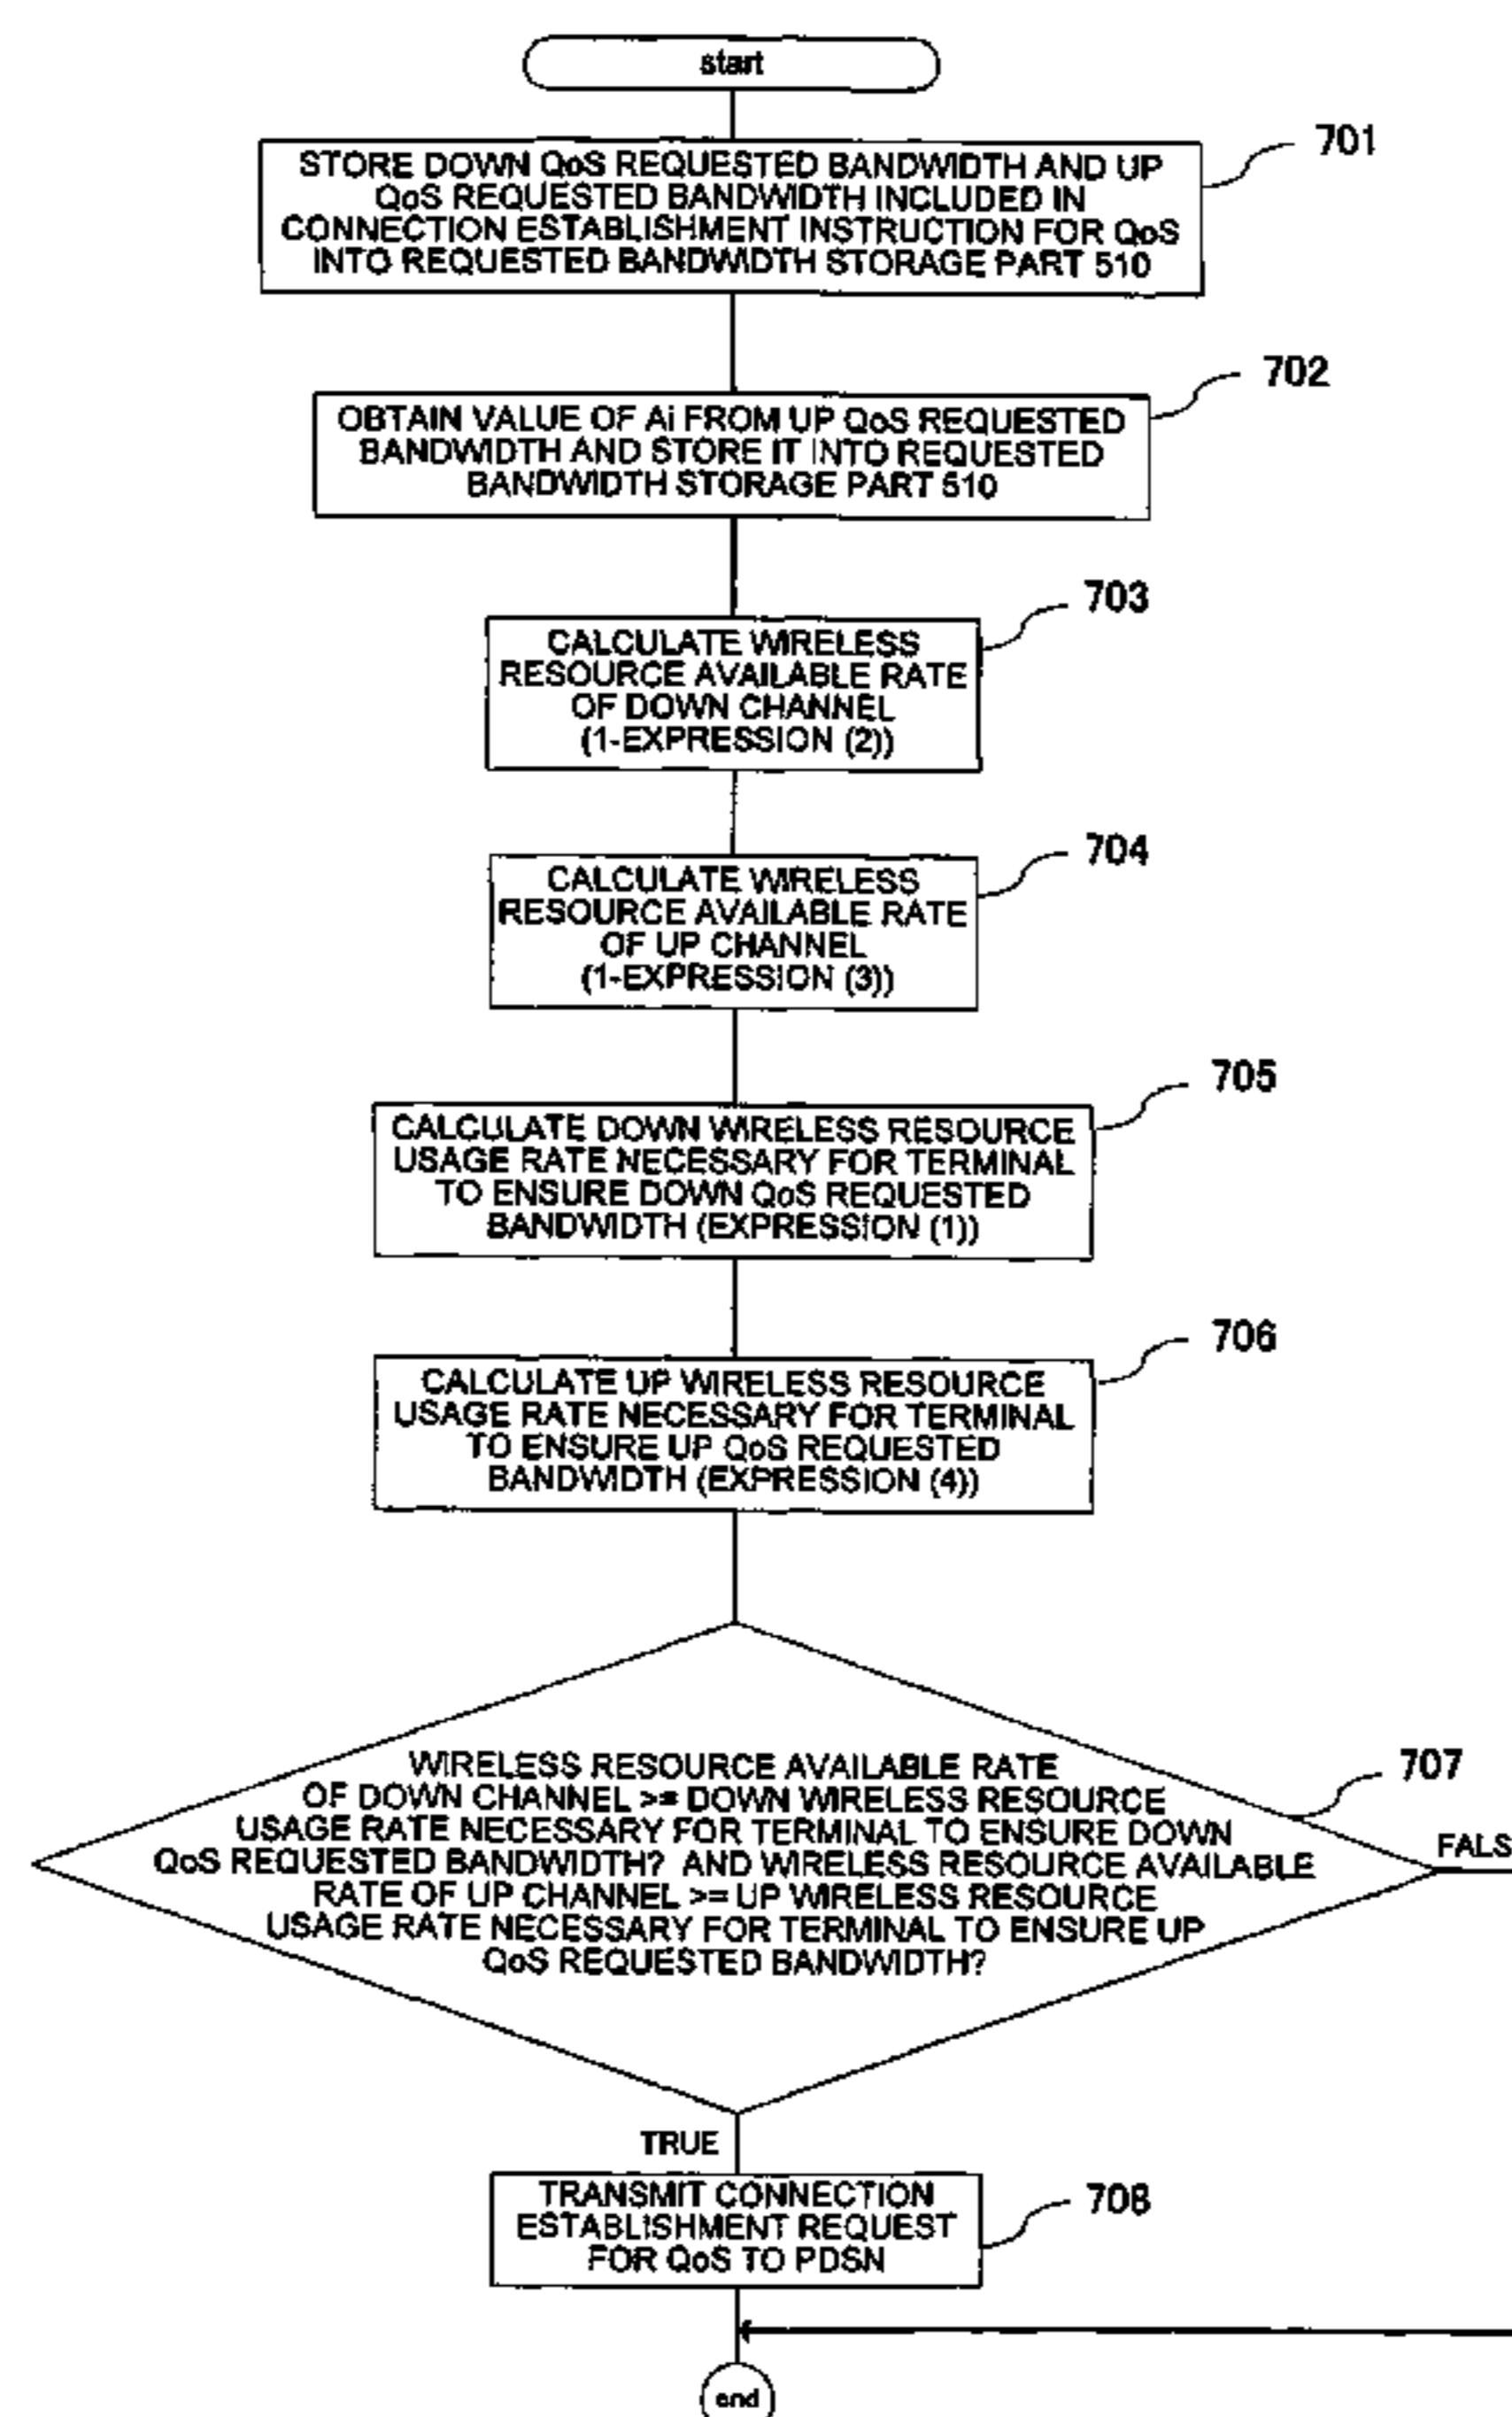 start
701
STORE DOWN QoS REQUESTED BANDWIDTH AND UP
QoS REQUESTED BANDWIDTH INCLUDED IN
CONNECTION ESTABLISHMENT INSTRUCTION FOR QoS
INTO REQUESTED BANDWIDTH STORAGE PART 510
702
OBTAIN VALUE OF Ai FROM UP QoS REQUESTED
BANDWIDTH AND STORE IT INTO REQUESTED
BANDWIDTH STORAGE PART 510
703
CALCULATE WIRELESS
RESOURCE AVAILABLE RATE
OF DOWN CHANNEL
(1-EXPRESSION (2))
704
CALCULATE WIRELESS
RESOURCE AVAILABLE RATE
OF UP CHANNEL
(1-EXPRESSION (3))
705
CALCULATE DOWN WIRELESS RESOURCE
USAGE RATE NECESSARY FOR TERMINAL
TO ENSURE DOWN QoS REQUESTED
BANDWIDTH (EXPRESSION (1))
706
CALCULATE UP WIRELESS RESOURCE
USAGE RATE NECESSARY FOR TERMINAL
TO ENSURE UP QoS REQUESTED
BANDWIDTH (EXPRESSION (4))
707
WIRELESS RESOURCE AVAILABLE RATE
OF DOWN CHANNEL >= DOWN WIRELESS RESOURCE
USAGE RATE NECESSARY FOR TERMINAL TO ENSURE DOWN
QoS REQUESTED BANDWIDTH? AND WIRELESS RESOURCE AVAILABLE
RATE OF UP CHANNEL >= UP WIRELESS RESOURCE
USAGE RATE NECESSARY FOR TERMINAL TO ENSURE UP
QoS REQUESTED BANDWIDTH?
FALS
TRUE
708
TRANSMIT CONNECTION
ESTABLISHMENT REQUEST
FOR QoS TO PDSN
end